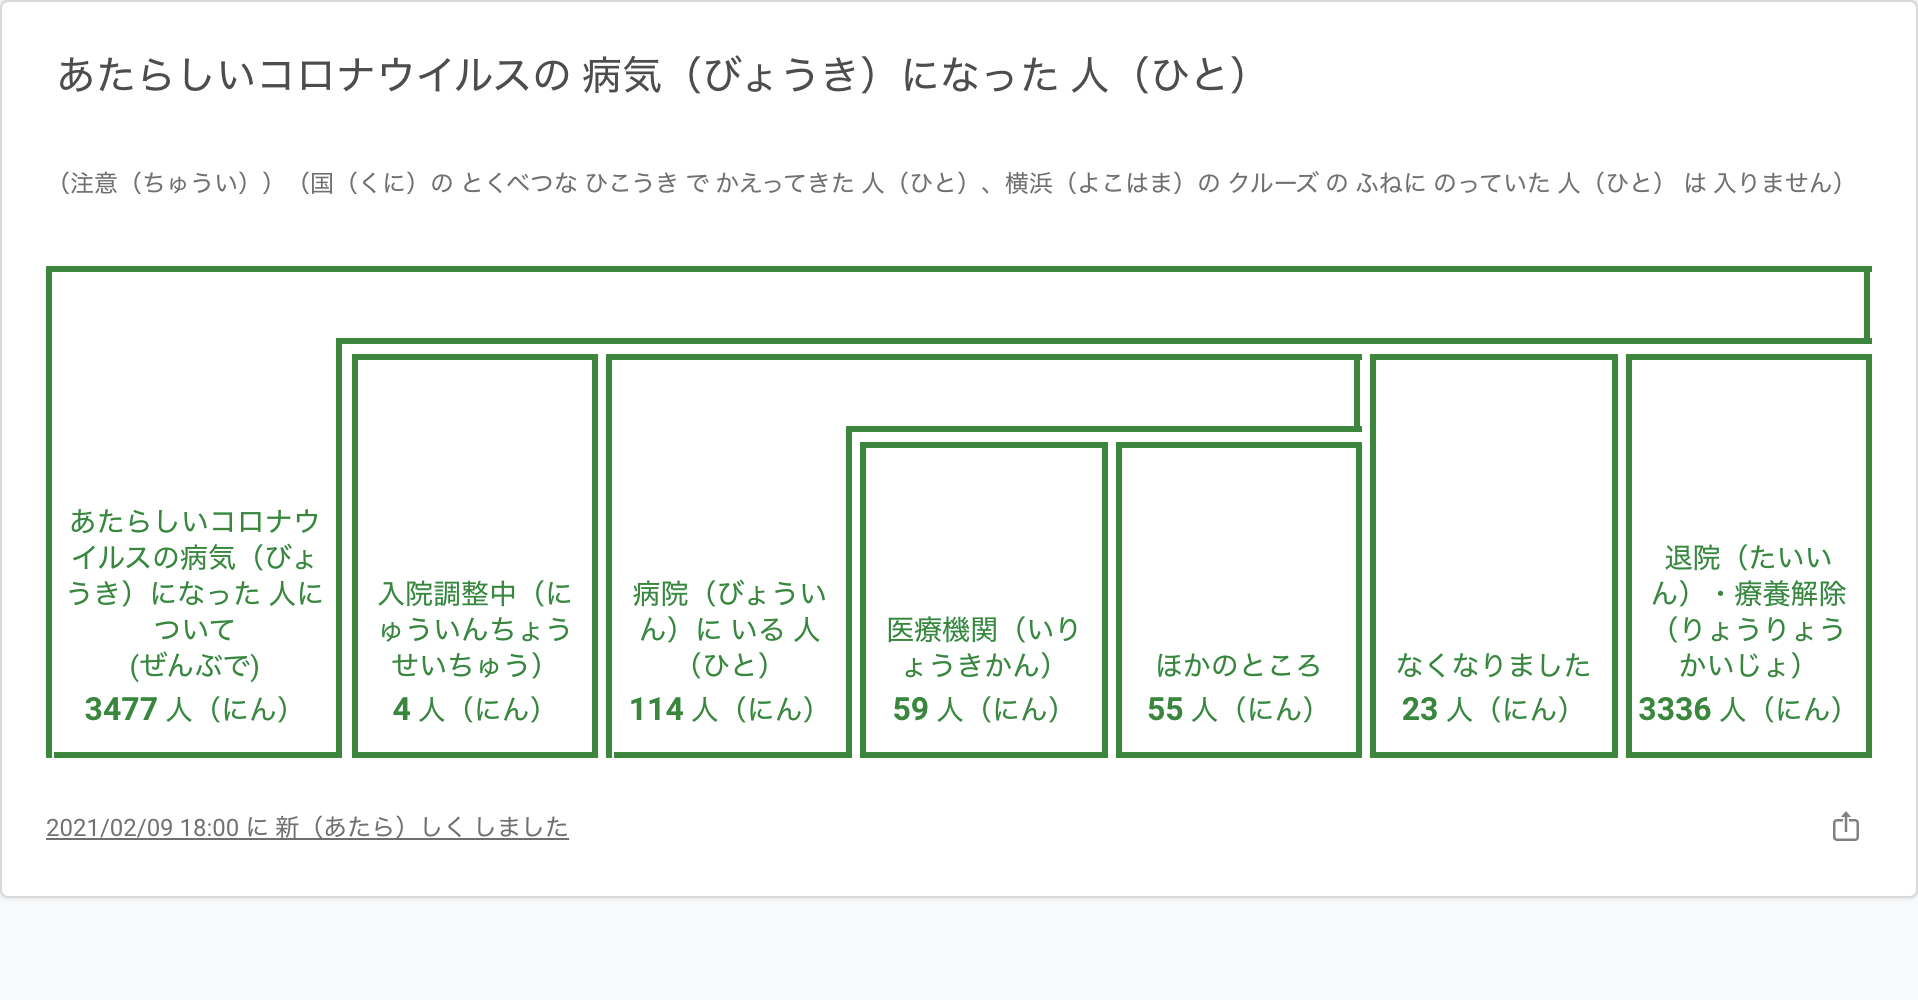 あたらしいコロナウイルスの 病気（びょうき）になった 人（ひと）
（注意（ちゅうい））（国（くに）の とくべつな ひこうき で かえってきた 人（ひと）、横浜（よこはま）の クルーズ の ふねに のっていた 人（ひと） は 入りません）
あたらしいコロナウ
イルスの病気（びょ
うき）になった 人に
ついて
(ぜんぶで)
3477 人（にん）
入院調整中（に
ゅういんちょう
せいちゅう）
4 人（にん）
病院（びょうい
ん）に いる 人
（ひと）
114 人（にん）
医療機関（いり
ょうきかん）
59 人（にん）
ほかのところ
55 人（にん）
なくなりました
23 人（にん）
退院（たいい
ん）・療養解除
（りょうりょう
かいじょ）
3336 人（にん）
2021/02/09 18:00 に 新（あたら）しく しました